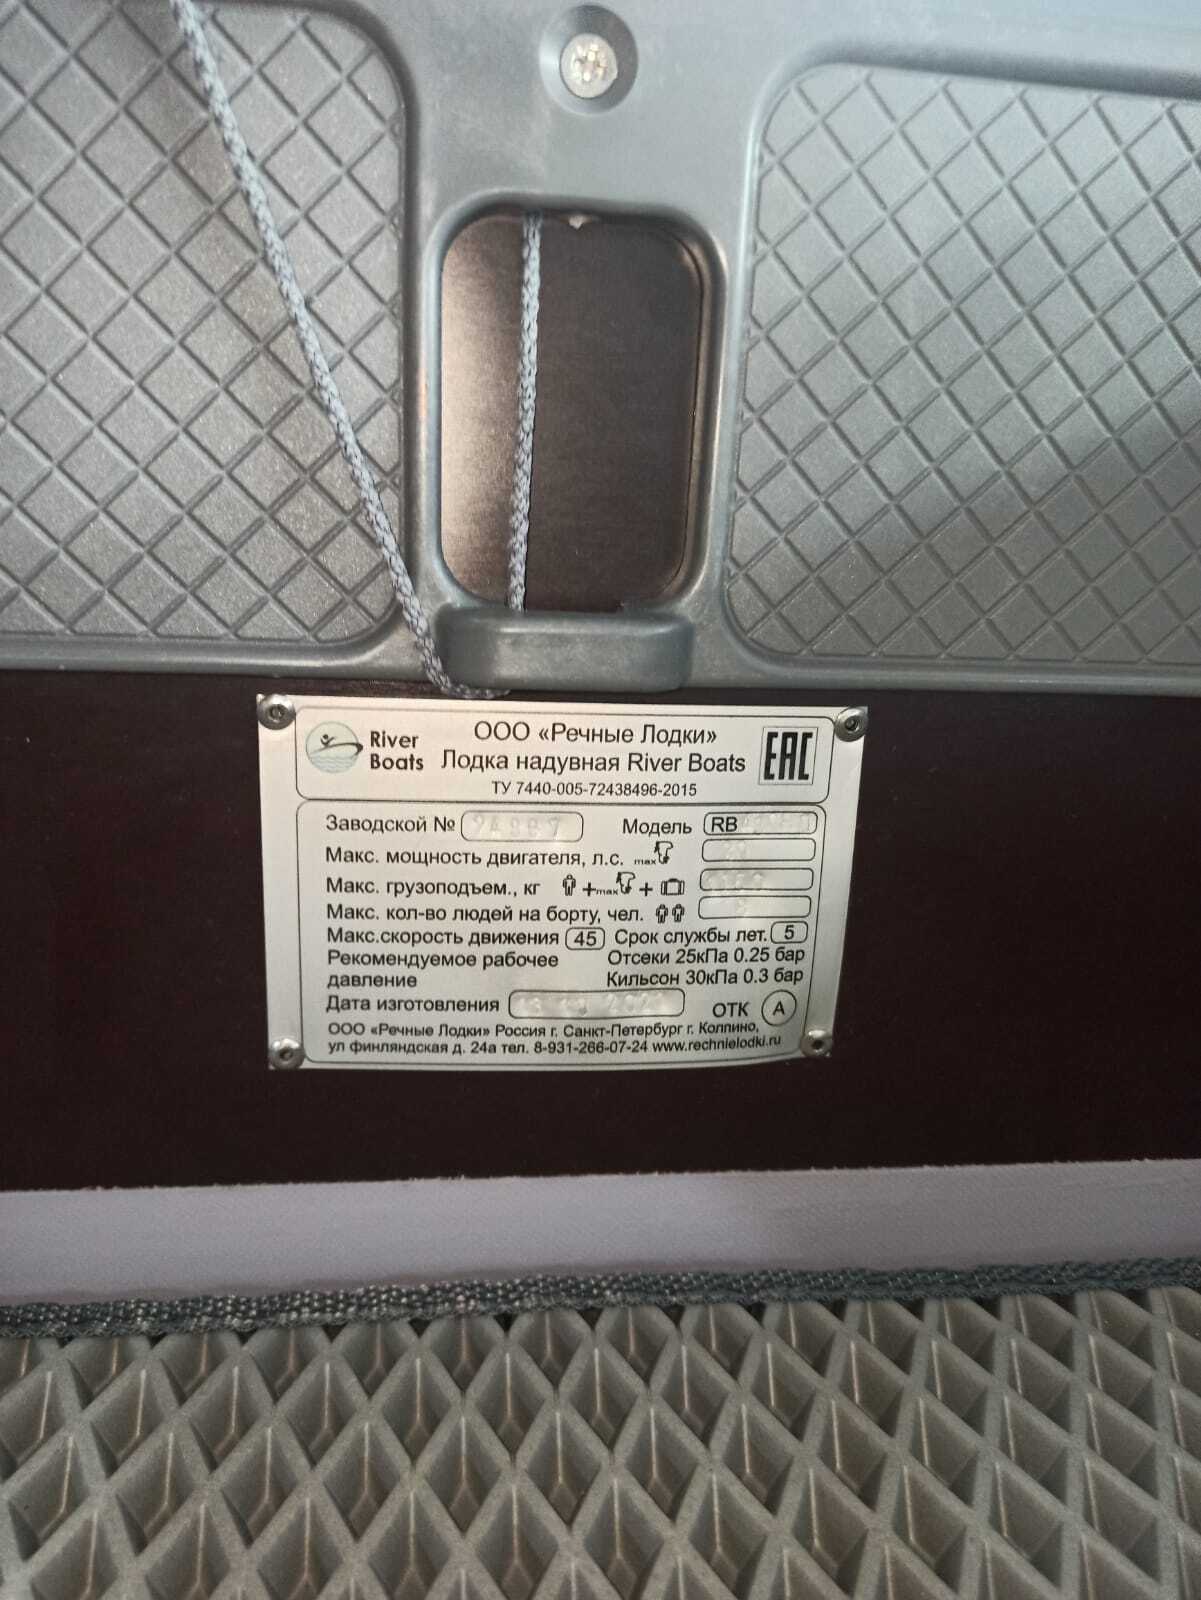 River
Boats
ООО «Речные Лодки»
Лодка надувная River Boats
EAC
ТУ 7440-005-72438496-2015
Заводской №
Модель RB
Макс. мощность двигателя, л.с. max
Макс. грузоподъем., кг + max +
Макс. кол-во людей на борту, чел.
Макс.скорость движения 45 Срок службы лет. 5
Рекомендуемое рабочее Отсеки 25кПа 0.25 бар
давление Кильсон 30кПа 0.3 бар
Дата изготовления ОТК А
ООО «Речные Лодки» Россия г. Санкт-Петербург г. Колпино,
ул финляндская д. 24а тел. 8-931-266-07-24 www.rechnielodki.ru